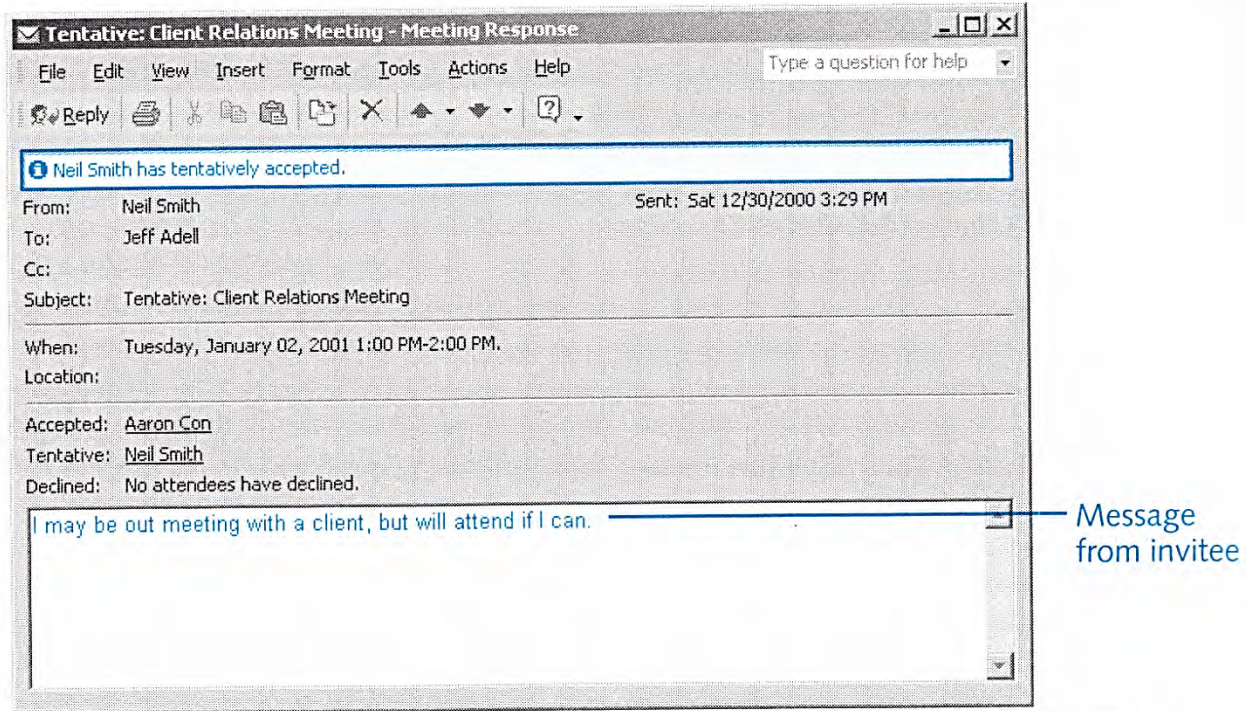 Tentative: Client Relations Meeting - Meeting Response
File Edit View Insert Format Tools Actions Help Type a question for help
Reply
Neil Smith has tentatively accepted.
From: Neil Smith Sent: Sat 12/30/2000 3:29 PM
To: Jeff Adell
Cc:
Subject: Tentative: Client Relations Meeting
When: Tuesday, January 02, 2001 1:00 PM-2:00 PM.
Location:
Accepted: Aaron Con
Tentative: Neil Smith
Declined: No attendees have declined.
I may be out meeting with a client, but will attend if I can.
Message
from invitee